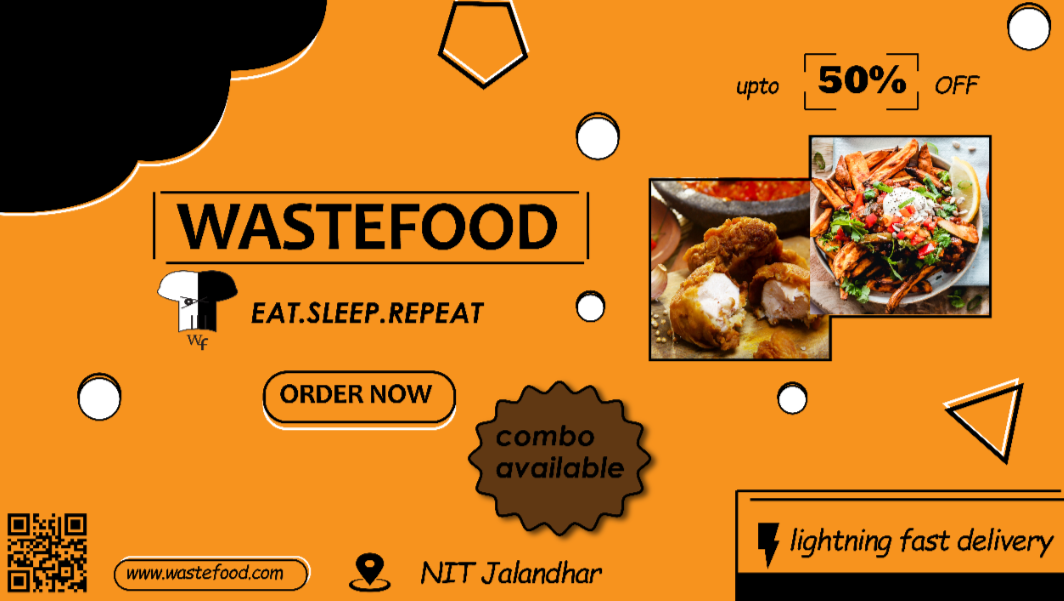 upto 50% OFF
WASTEFOOD
EAT.SLEEP.REPEAT
Wf
ORDER NOW
combo
available
lightning fast delivery
www.wastefood.com
NIT Jalandhar